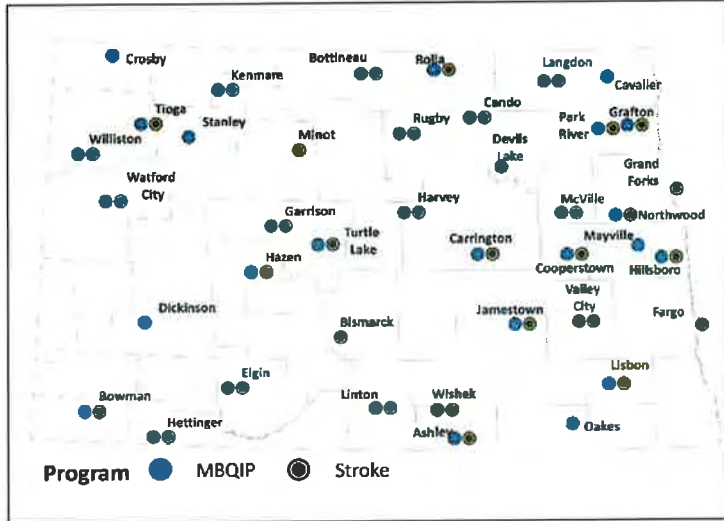 Crosby
Bottineau
Rolla
Langdon
Kenmare
Cavalier
Tioga
Stanley
Cando
Park
River
Grafton
Williston
Minot
Rugby
Devils
Lake
Watford
City
Grand
Forks
Garrison
Harvey
McVille
Northwood
Turtle
Lake
Carrington
Mayville
Hazen
Cooperstown
Hillsboro
Dickinson
Bismarck
Jamestown
Valley
City
Fargo
Elgin
Lisbon
Bowman
Linton
Wishek
Hettinger
Ashley
Oakes
Program MBQIP Stroke